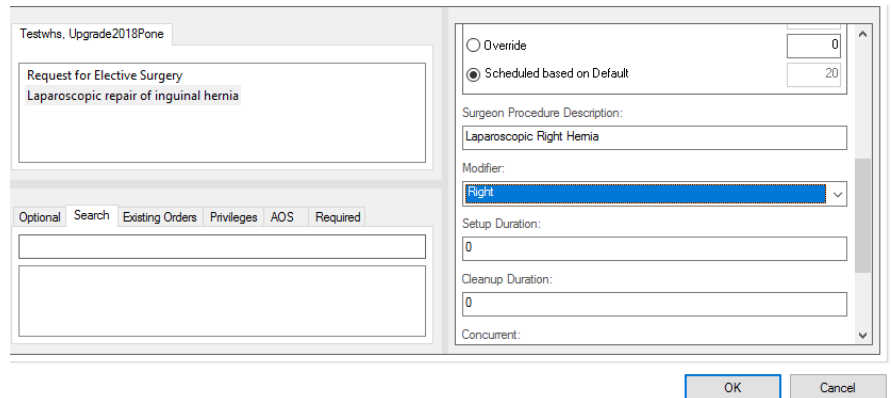 Testwhs, Upgrade2018Pone
Request for Elective Surgery
Laparoscopic repair of inguinal hernia
Optional Search Existing Orders Privileges AOS Required
Override 0
Scheduled based on Default 20
Surgeon Procedure Description:
Laparoscopic Right Hernia
Modifier:
Right
Setup Duration:
0
Cleanup Duration:
0
Concurrent:
OK Cancel